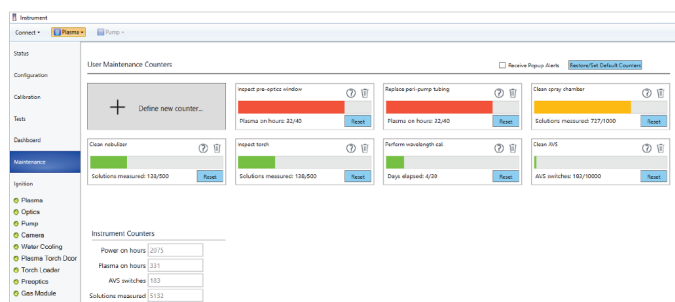 Instrument
Connect
Plasma
Pump
Status
User Maintenance Counters
Receive Popup Alerts
Restore/Set Default Counters
Configuration
Calibration
Tests
Dashboard
Maintenance
Ignition
Define new counter...
Inspect pre-optics window
Plasma on hours: 32/40
Reset
Replace peri-pump tubing
Plasma on hours: 32/40
Reset
Clean spray chamber
Solutions measured: 727/1000
Reset
Clean nebulizer
Solutions measured: 138/500
Reset
Inspect torch
Solutions measured: 138/500
Reset
Perform wavelength cal.
Days elapsed: 4/30
Reset
Clean AVS
AVS switches: 183/10000
Reset
Plasma
Optics
Pump
Camera
Water Cooling
Plasma Torch Door
Torch Loader
Preoptics
Gas Module
Instrument Counters
Power on hours 2075
Plasma on hours 331
AVS switches 183
Solutions measured 5132